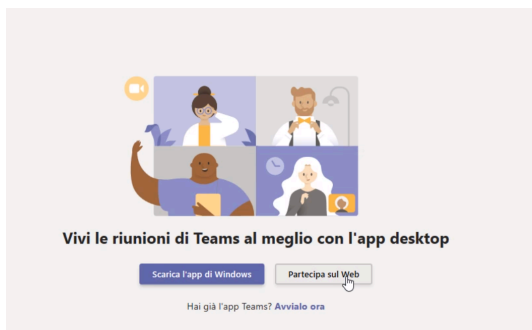 Vivi le riunioni di Teams al meglio con l'app desktop
Scarica l'app di Windows
Partecipa sul Web
Hai già l'app Teams? Avvialo ora